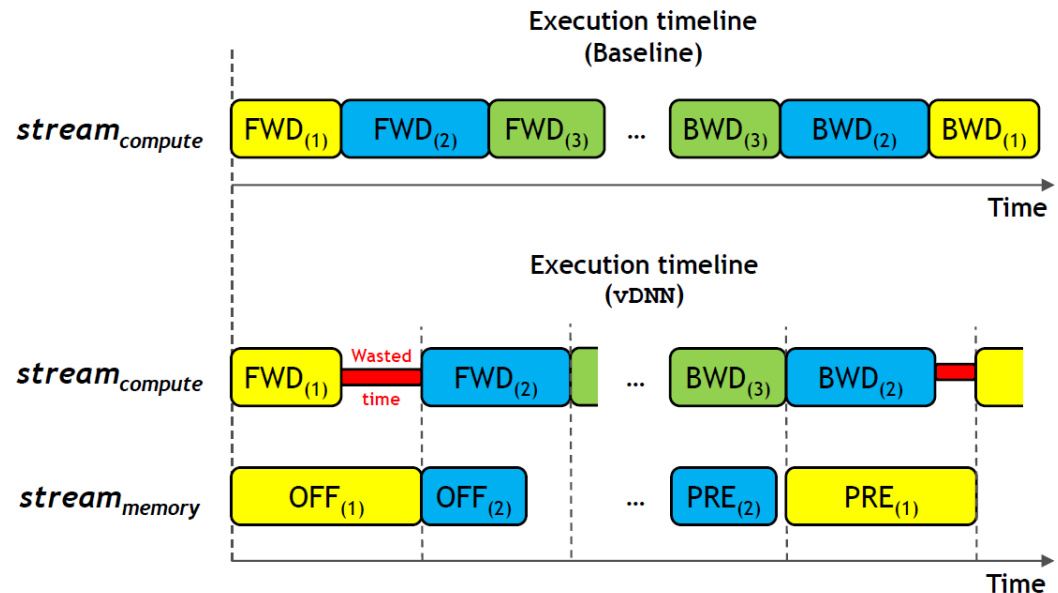 Execution timeline
(Baseline)
stream_compute FWD(1) FWD(2) FWD(3) ... BWD(3) BWD(2) BWD(1)
Time
Execution timeline
(vDNN)
Wasted
stream_compute FWD(1) FWD(2) ... BWD(3) BWD(2)
time
stream_memory OFF(1) OFF(2) ... PRE(2) PRE(1)
Time